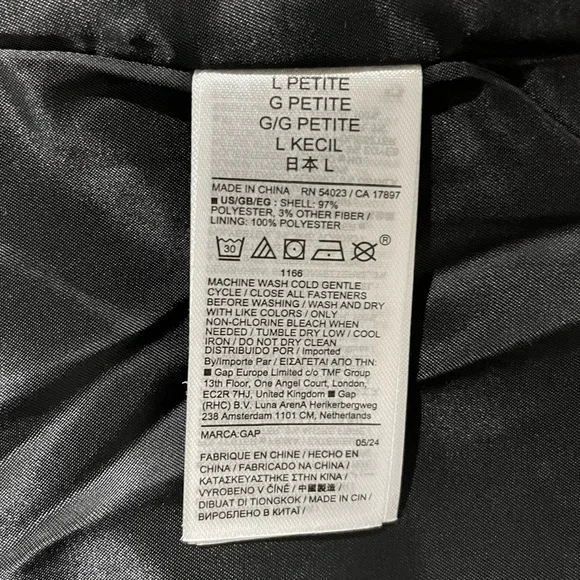 L PETITE
G PETITE
G/G PETITE
L KECIL
日本 L
MADE IN CHINA RN 54023 / CA 17897
■ US/GB/EG : SHELL: 97%
POLYESTER, 3% OTHER FIBER /
LINING: 100% POLYESTER
30
®
1166
MACHINE WASH COLD GENTLE
CYCLE / CLOSE ALL FASTENERS
BEFORE WASHING / WASH AND DRY
WITH LIKE COLORS / ONLY
NON-CHLORINE BLEACH WHEN
NEEDED / TUMBLE DRY LOW / COOL
IRON / DO NOT DRY CLEAN
DISTRIBUIDO POR / Imported
By/Importe Par / ΕΙΣΑΓΕΤΑΙ ΑΠΟ ΤΗΝ:
■ Gap Europe Limited c/o TMF Group
13th Floor, One Angel Court, London,
EC2R 7HJ, United Kingdom ■ Gap
(RHC) B.V. Luna ArenA Herikerbergweg
238 Amsterdam 1101 CM, Netherlands
MARCA:GAP
05/24
FABRIQUE EN CHINE / HECHO EN
CHINA / FABRICADO NA CHINA /
ΚΑΤΑΣΚΕΥΑΣΤΗΚΕ ΣΤΗΝ ΚΙΝΑ /
VYROBENO V ČÍNĚ / 中國製造 /
DIBUAT DI TIONGKOK / MADE IN CIN /
ВИРОБЛЕНО В КИТАЇ /